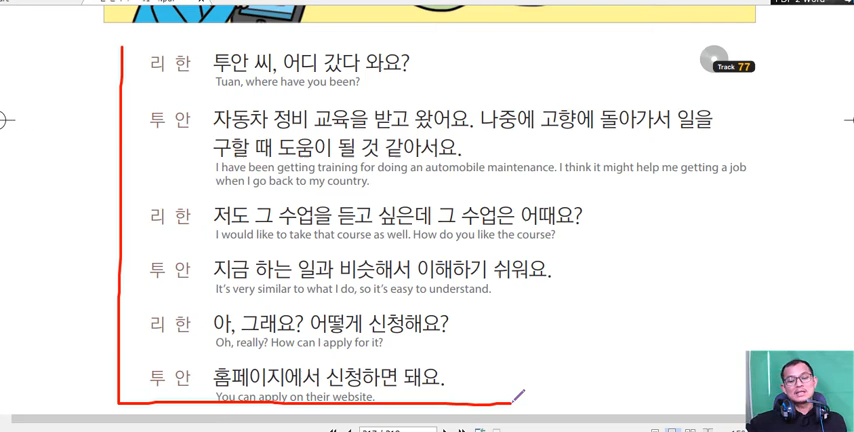 리 한 투안 씨, 어디 갔다 와요?
Tuan, where have you been?
Track 77
투 안 자동차 정비 교육을 받고 왔어요. 나중에 고향에 돌아가서 일을
구할 때 도움이 될 것 같아서요.
I have been getting training for doing an automobile maintenance. I think it might help me getting a job
when I go back to my country.
리 한 저도 그 수업을 듣고 싶은데 그 수업은 어때요?
I would like to take that course as well. How do you like the course?
투 안 지금 하는 일과 비슷해서 이해하기 쉬워요.
It's very similar to what I do, so it's easy to understand.
리 한 아, 그래요? 어떻게 신청해요?
Oh, really? How can I apply for it?
투 안 홈페이지에서 신청하면 돼요.
You can apply on their website.